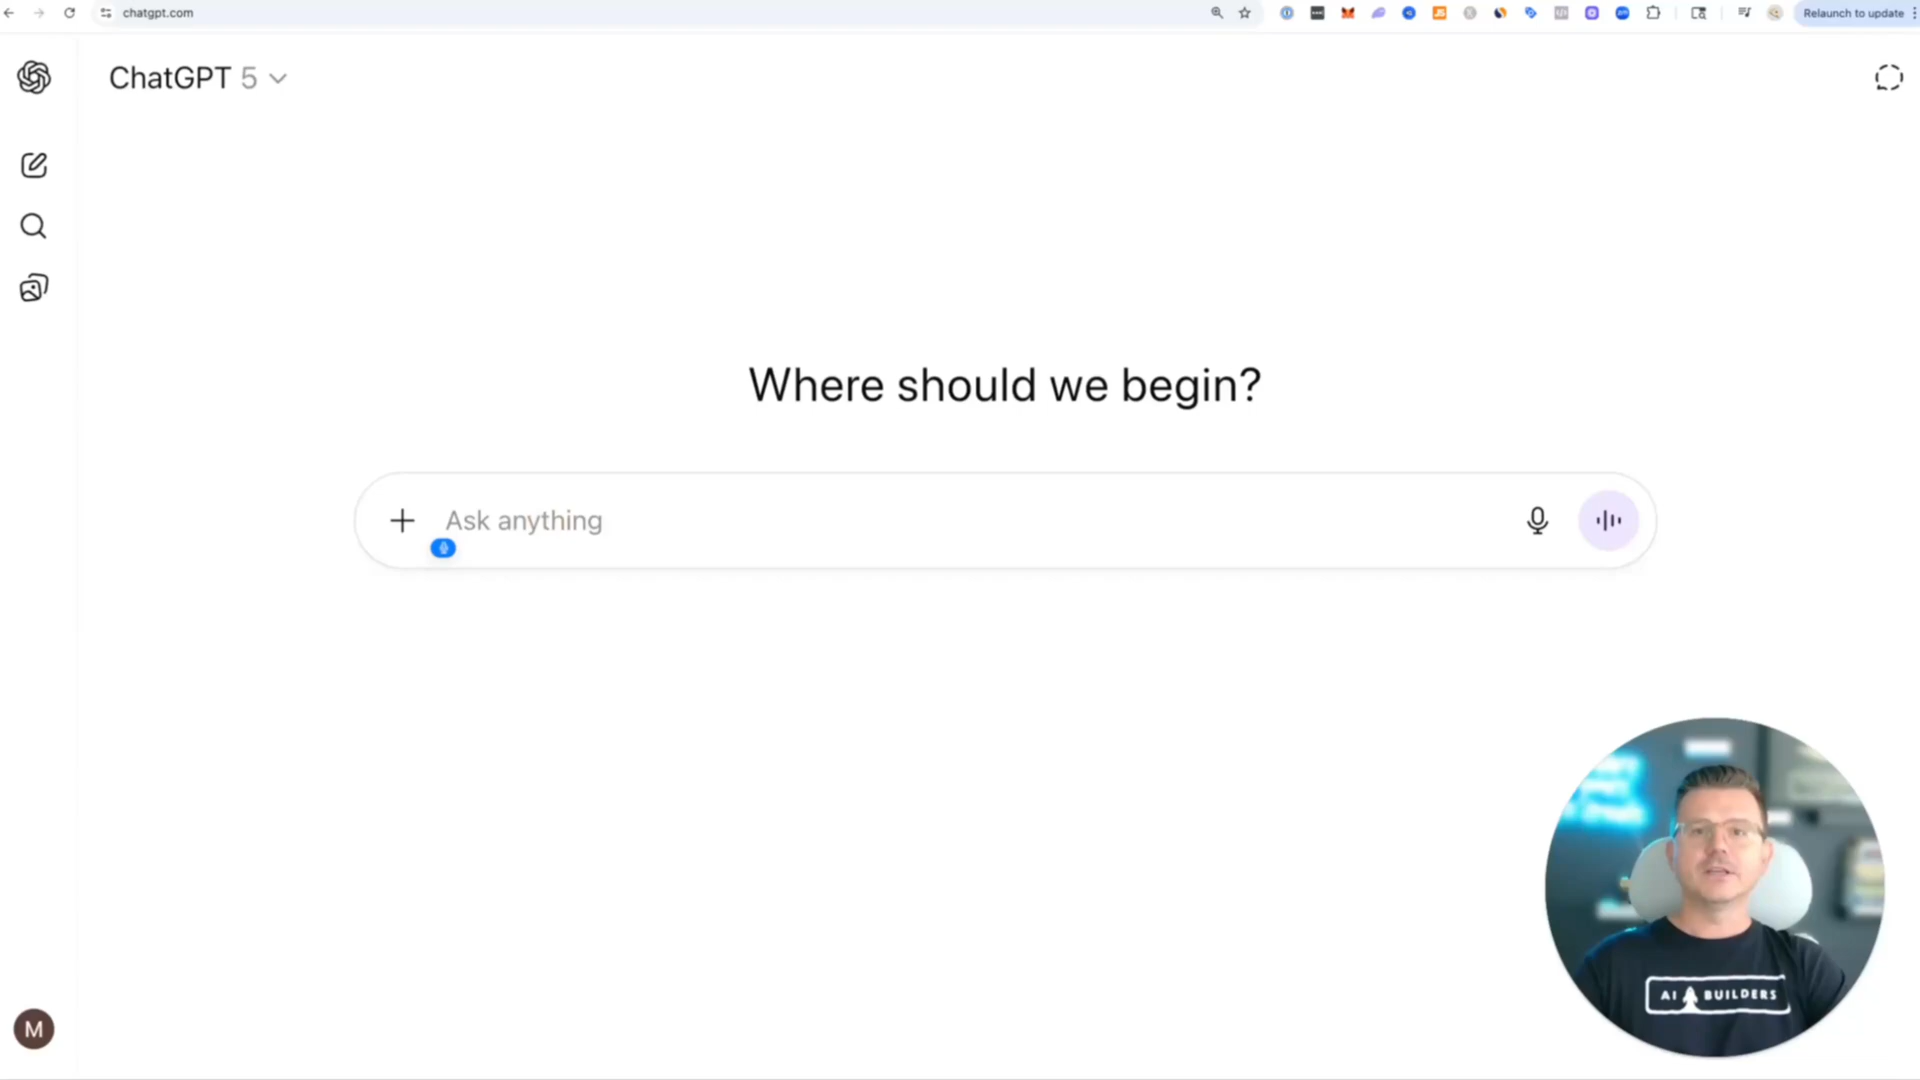 chatgpt.com
Relaunch to update
ChatGPT 5
Where should we begin?
Ask anything
AI BUILDERS
M